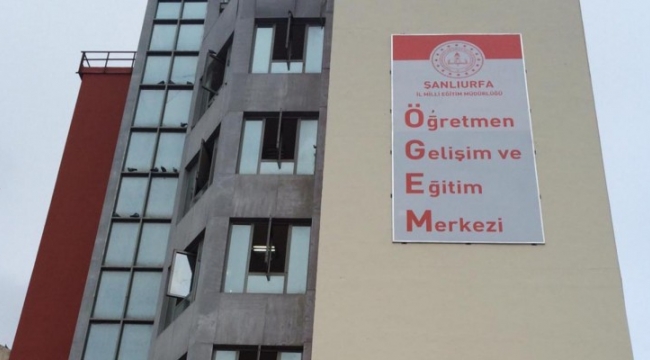 ŞANLIURFA
İL MİLLİ EĞİTİM MÜDÜRLÜĞÜ
Öğretmen
Gelişim ve
Eğitim
Merkezi